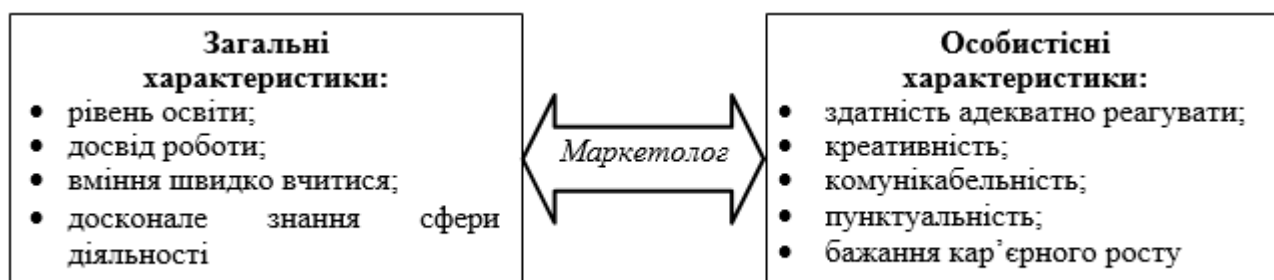 Загальні
характеристики:
• рівень освіти;
• досвід роботи;
• вміння швидко вчитися;
• досконале знання сфери
діяльності
Маркетолог
Особистісні
характеристики:
• здатність адекватно реагувати;
• креативність;
• комунікабельність;
• пунктуальність;
• бажання кар’єрного росту